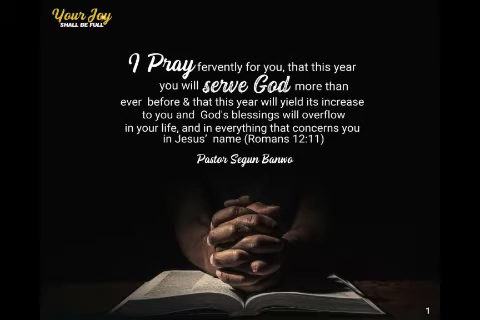 Your Joy
SHALL BE FULL
I Pray fervently for you, that this year
you will serve God more than
ever before & that this year will yield its increase
to you and God's blessings will overflow
in your life, and in everything that concerns you
in Jesus' name (Romans 12:11)
Pastor Segun Banwo
1